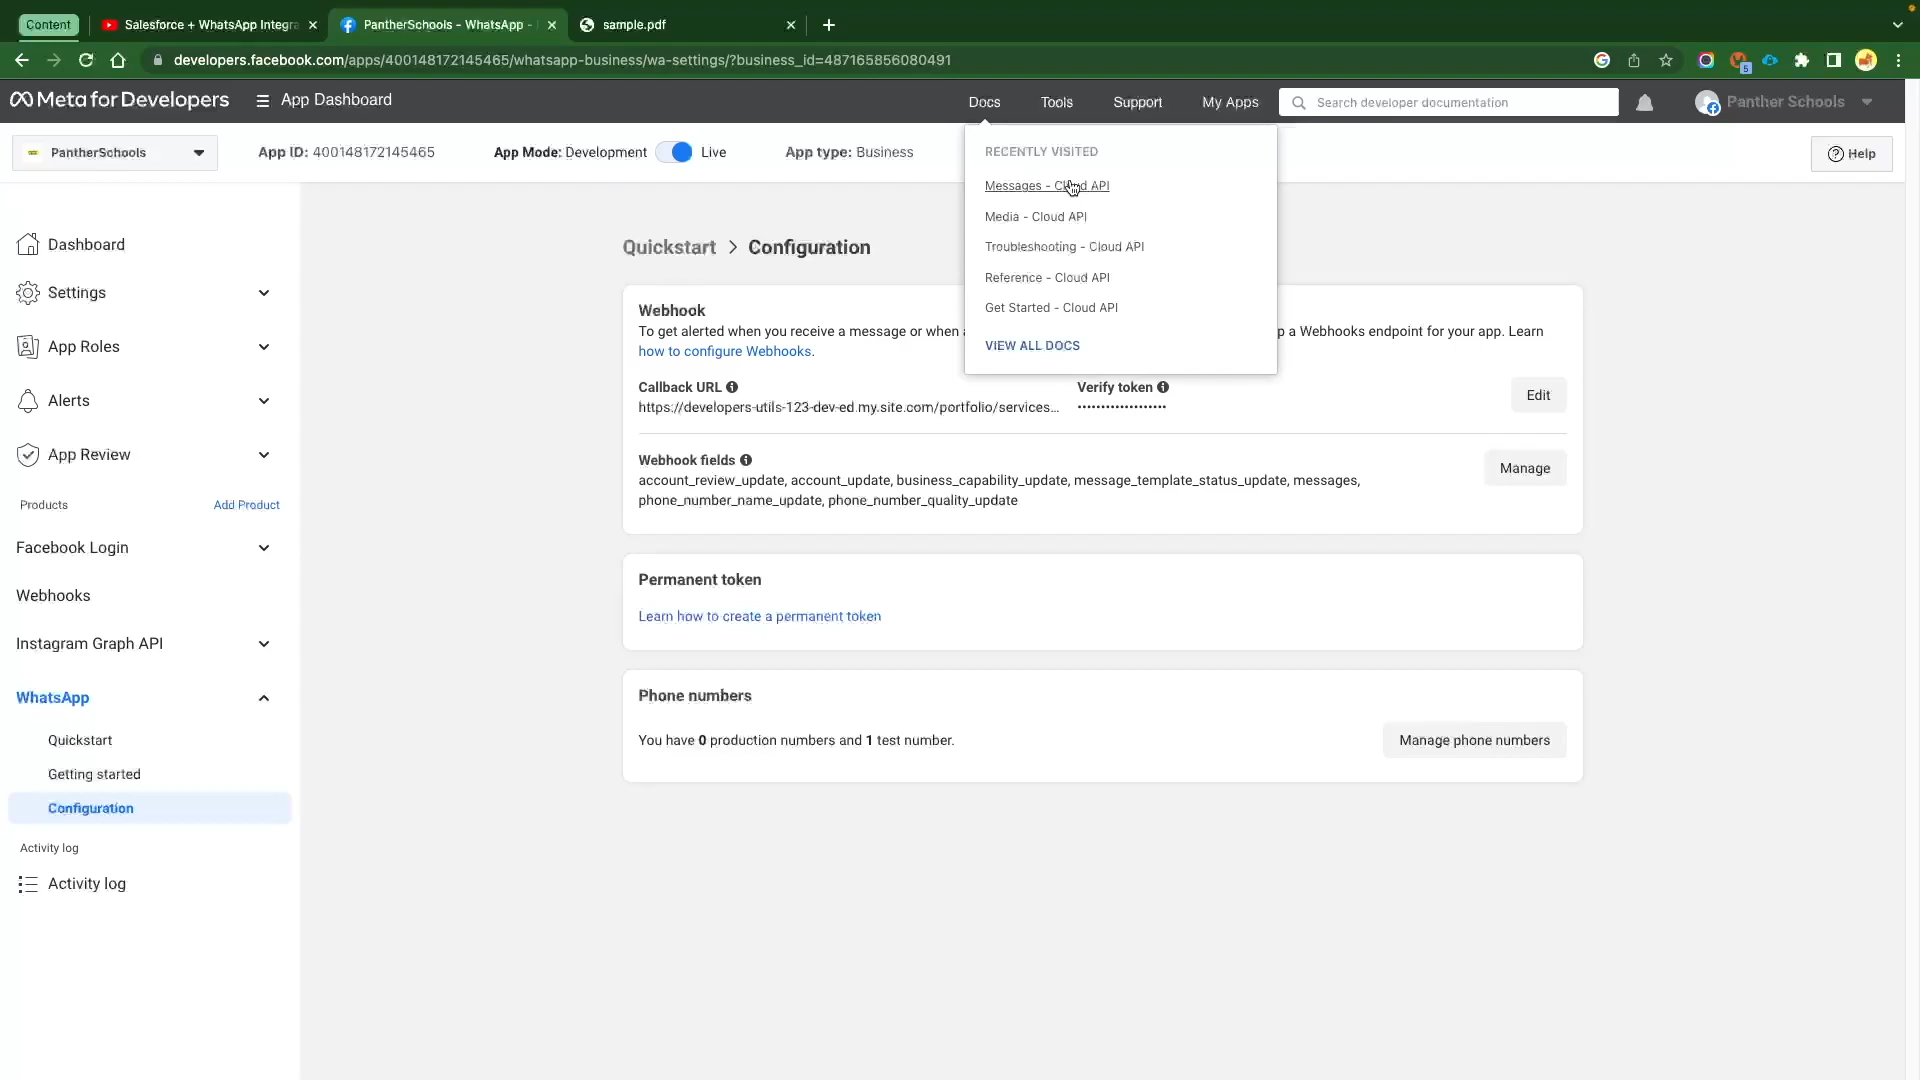 Content
Salesforce + WhatsApp Integra
PantherSchools - WhatsApp -
sample.pdf
developers.facebook.com/apps/400148172145465/whatsapp-business/wa-settings/?business_id=487165856080491
5
Meta for Developers
App Dashboard
Docs
Tools
Support
My Apps
Search developer documentation
Panther Schools
PantherSchools
App ID: 400148172145465
App Mode: Development
Live
App type: Business
Help
RECENTLY VISITED
Messages - Cloud API
Media - Cloud API
Troubleshooting - Cloud API
Reference - Cloud API
Get Started - Cloud API
VIEW ALL DOCS
Dashboard
Settings
App Roles
Alerts
App Review
Products
Add Product
Facebook Login
Webhooks
Instagram Graph API
WhatsApp
Quickstart
Getting started
Configuration
Activity log
Activity log
Quickstart > Configuration
Webhook
To get alerted when you receive a message or when a
p a Webhooks endpoint for your app. Learn
how to configure Webhooks.
Callback URL
Verify token
https://developers-utils-123-dev-ed.my.site.com/portfolio/services...
•••••••••••••••••••
Edit
Webhook fields
account_review_update, account_update, business_capability_update, message_template_status_update, messages,
phone_number_name_update, phone_number_quality_update
Manage
Permanent token
Learn how to create a permanent token
Phone numbers
You have 0 production numbers and 1 test number.
Manage phone numbers